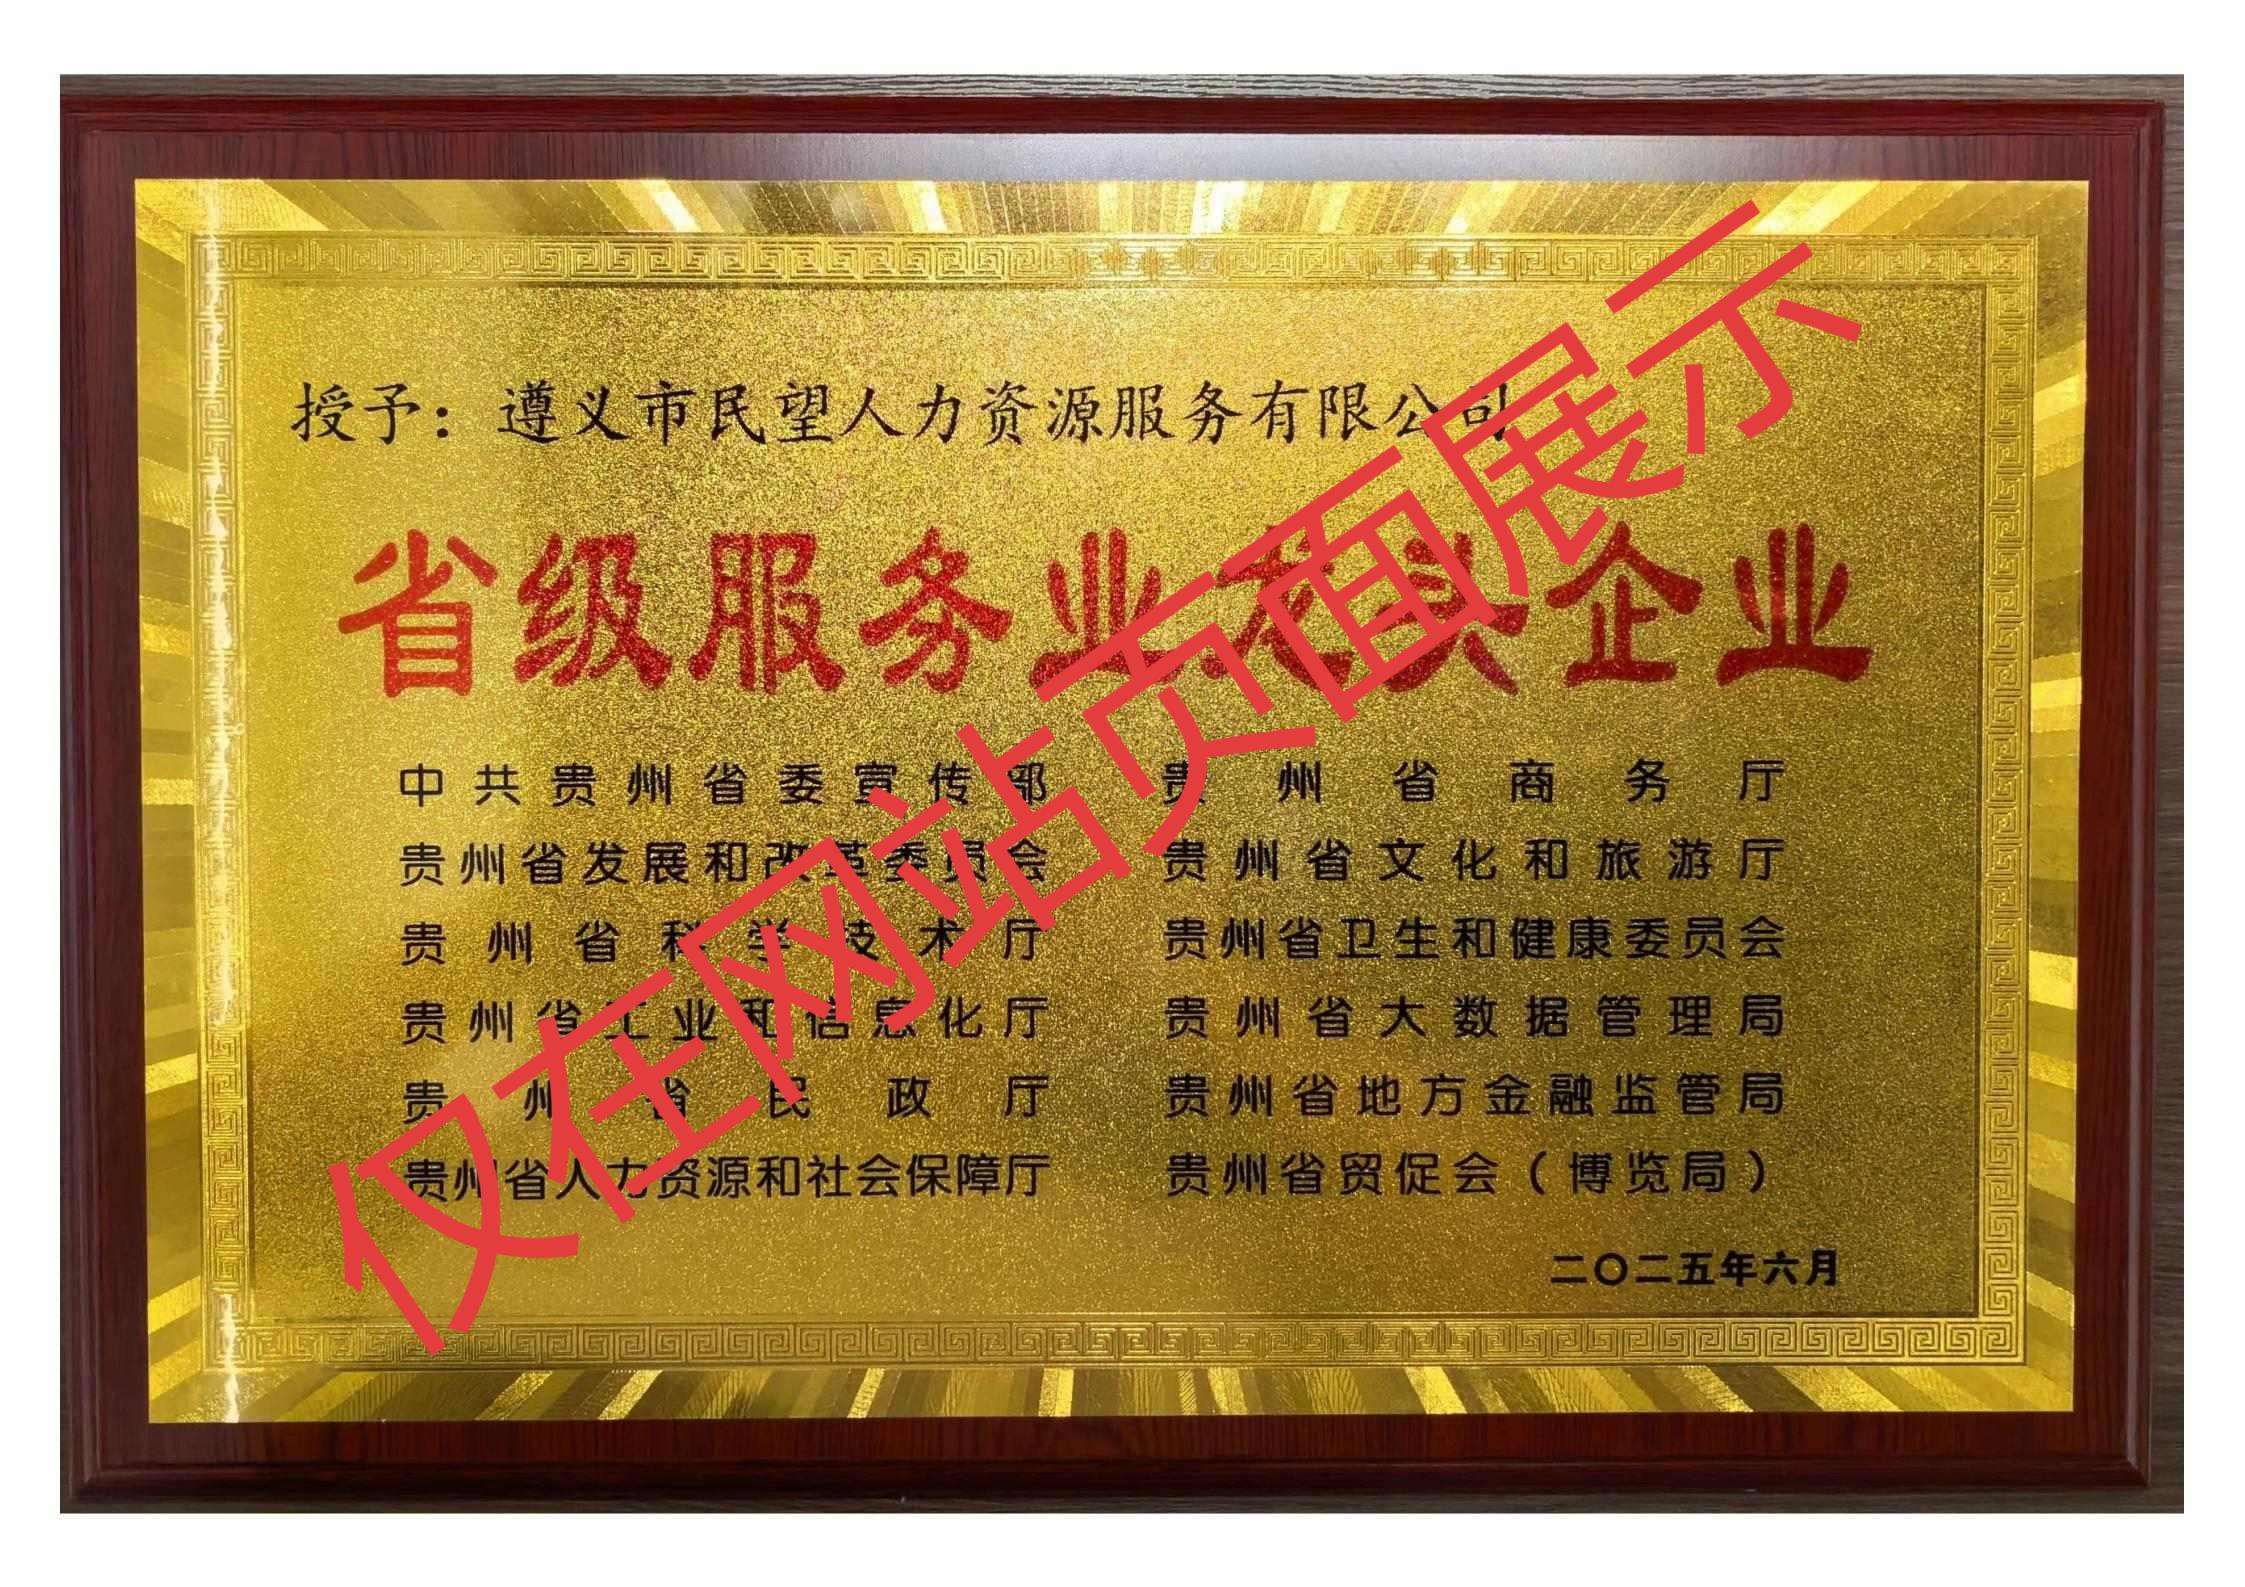 授予：遵义市民望人力资源服务有限公司
省级服务业龙头企业
中共贵州省委宣传部
贵州省发展和改革委员会
贵州省科学技术厅
贵州省工业和信息化厅
贵州省民政厅
贵州省人力资源和社会保障厅
贵州省商务厅
贵州省文化和旅游厅
贵州省卫生和健康委员会
贵州省大数据管理局
贵州省地方金融监管局
贵州省贸促会（博览局）
二〇二五年六月
仅在网站页面展示